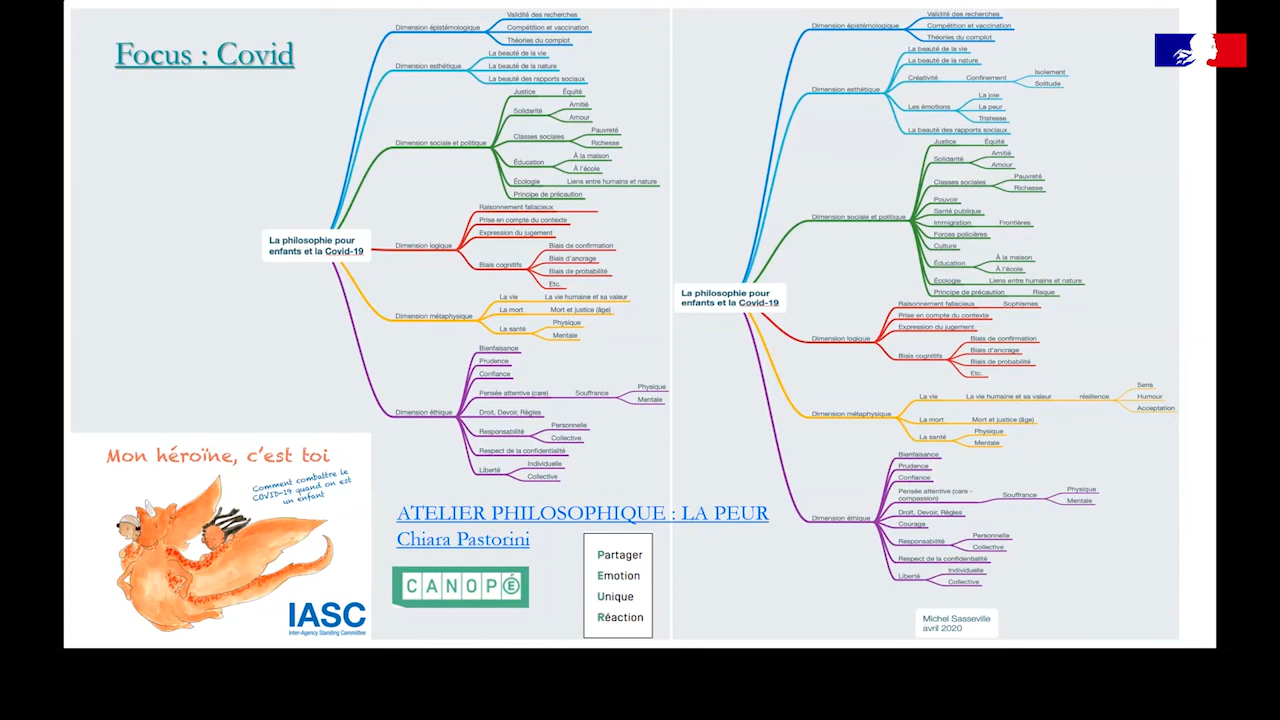 Focus : Covid
La philosophie pour
enfants et la Covid-19
Dimension épistémologique
Validité des recherches
Compétition et vaccination
Théories du complot
Dimension esthétique
La beauté de la vie
La beauté de la nature
La beauté des rapports sociaux
Dimension sociale et politique
Justice
Équité
Solidarité
Amitié
Amour
Classes sociales
Pauvreté
Richesse
Éducation
À la maison
À l'école
Écologie
Liens entre humains et nature
Principe de précaution
Dimension logique
Raisonnement fallacieux
Prise en compte du contexte
Expression du jugement
Biais cognitifs
Biais de confirmation
Biais d'ancrage
Biais de probabilité
Etc.
Dimension métaphysique
La vie
La vie humaine et sa valeur
La mort
Mort et justice (âge)
La santé
Physique
Mentale
Dimension éthique
Bienfaisance
Prudence
Confiance
Pensée attentive (care)
Souffrance
Physique
Mentale
Droit, Devoir, Règles
Responsabilité
Personnelle
Collective
Respect de la confidentialité
Liberté
Individuelle
Collective
La philosophie pour
enfants et la Covid-19
Dimension épistémologique
Validité des recherches
Compétition et vaccination
Théories du complot
Dimension esthétique
La beauté de la vie
La beauté de la nature
Créativité
Confinement
Isolement
Solitude
Les émotions
La joie
La peur
Tristesse
La beauté des rapports sociaux
Dimension sociale et politique
Justice
Équité
Solidarité
Amitié
Amour
Classes sociales
Pauvreté
Richesse
Pouvoir
Santé publique
Immigration
Frontières
Forces policières
Culture
Éducation
À la maison
À l'école
Écologie
Liens entre humains et nature
Principe de précaution
Risque
Dimension logique
Raisonnement fallacieux
Sophismes
Prise en compte du contexte
Expression du jugement
Biais cognitifs
Biais de confirmation
Biais d'ancrage
Biais de probabilité
Etc.
Dimension métaphysique
La vie
La vie humaine et sa valeur
résilience
Sens
Humour
Acceptation
La mort
Mort et justice (âge)
La santé
Physique
Mentale
Dimension éthique
Bienfaisance
Prudence
Confiance
Pensée attentive (care -
compassion)
Souffrance
Physique
Mentale
Droit, Devoir, Règles
Courage
Responsabilité
Personnelle
Collective
Respect de la confidentialité
Liberté
Individuelle
Collective
Michel Sasseville
avril 2020
Mon héroïne, c'est toi
Comment combattre le
COVID-19 quand on est
un enfant
IASC
Inter-Agency Standing Committee
ATELIER PHILOSOPHIQUE : LA PEUR
Chiara Pastorini
CANOPÉ
Partager
Emotion
Unique
Réaction